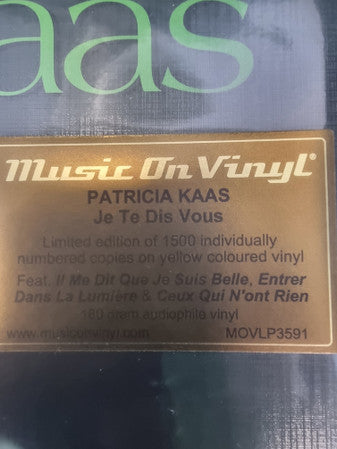 aas
Music On Vinyl®
PATRICIA KAAS
Je Te Dis Vous
Limited edition of 1500 individually
numbered copies on yellow coloured vinyl
Feat. Il Me Dit Que Je Suis Belle, Entrer
Dans La Lumière & Ceux Qui N'ont Rien
180 gram audiophile vinyl
www.musiconvinyl.com MOVLP3591